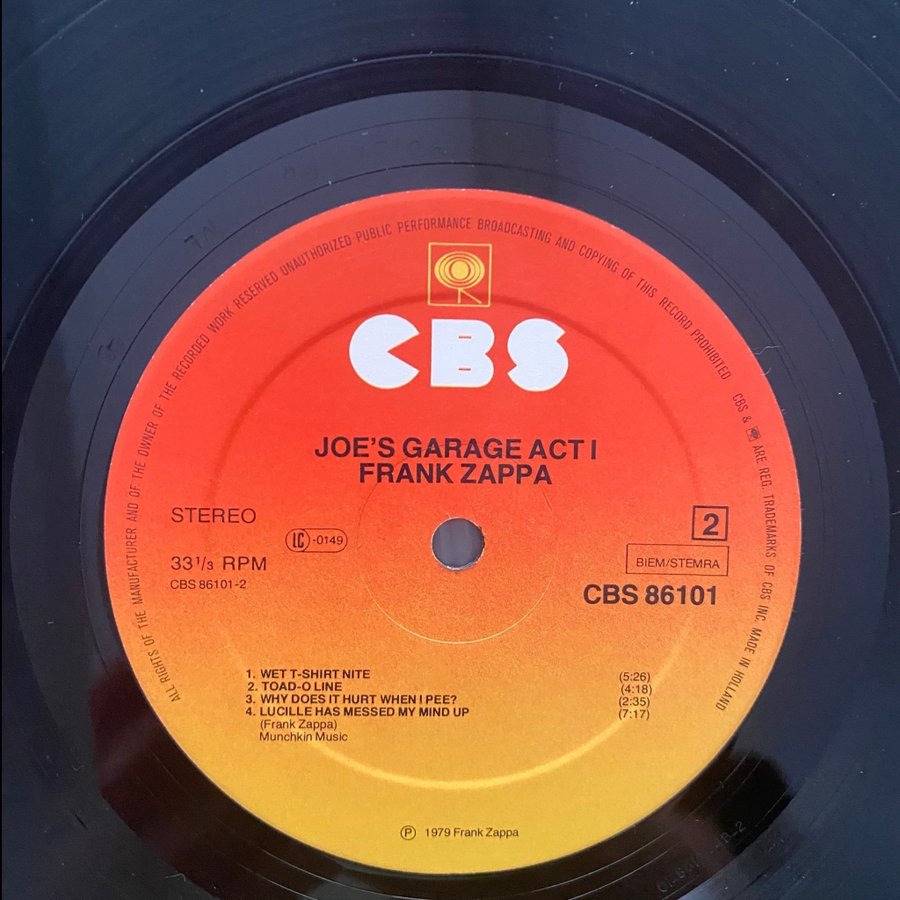 ALL RIGHTS OF THE MANUFACTURER AND OF THE OWNER OF THE RECORDED WORK RESERVED UNAUTHORIZED PUBLIC PERFORMANCE BROADCASTING AND COPYING OF THIS RECORD PROHIBITED
CBS & ARE REG. TRADEMARKS OF CBS INC. MADE IN HOLLAND
CBS
JOE'S GARAGE ACT I
FRANK ZAPPA
STEREO
LC-0149
2
33 1/3 RPM
BIEM/STEMRA
CBS 86101-2
CBS 86101
1. WET T-SHIRT NITE (5:26)
2. TOAD-O LINE (4:18)
3. WHY DOES IT HURT WHEN I PEE? (2:35)
4. LUCILLE HAS MESSED MY MIND UP (7:17)
(Frank Zappa)
Munchkin Music
Ⓟ 1979 Frank Zappa